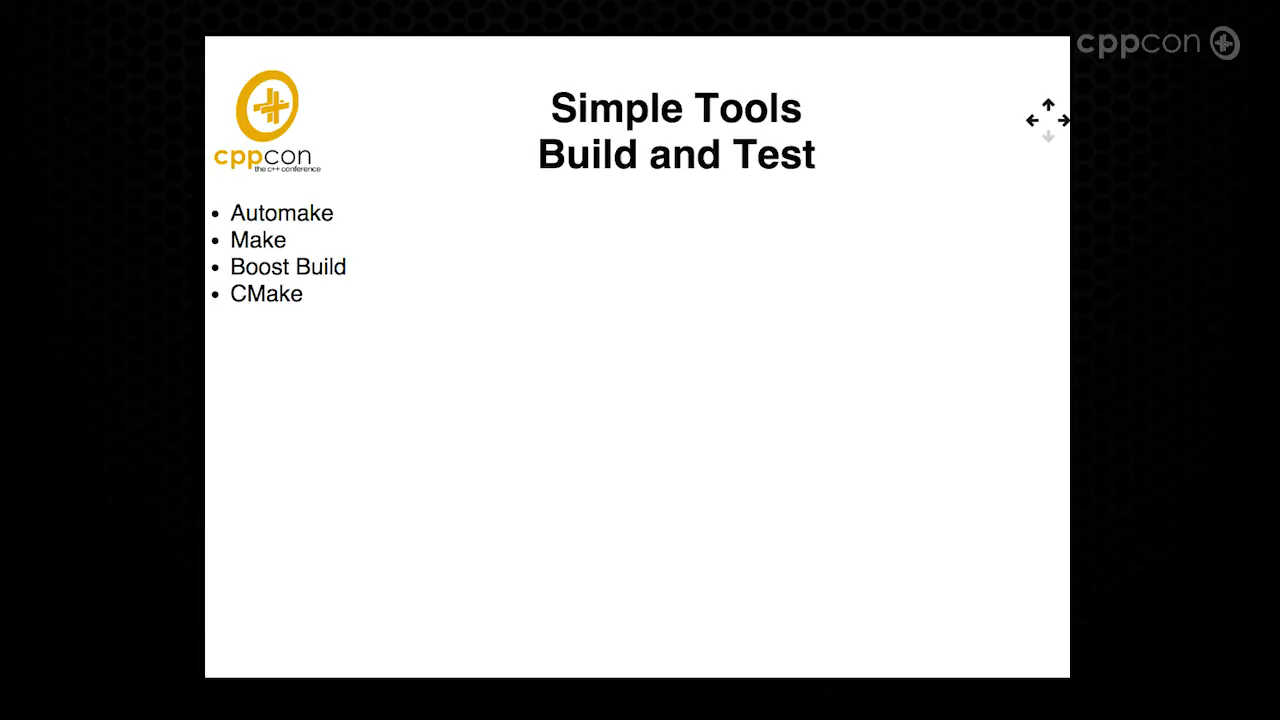 cppcon
cppcon
the c++ conference
Simple Tools
Build and Test
• Automake
• Make
• Boost Build
• CMake